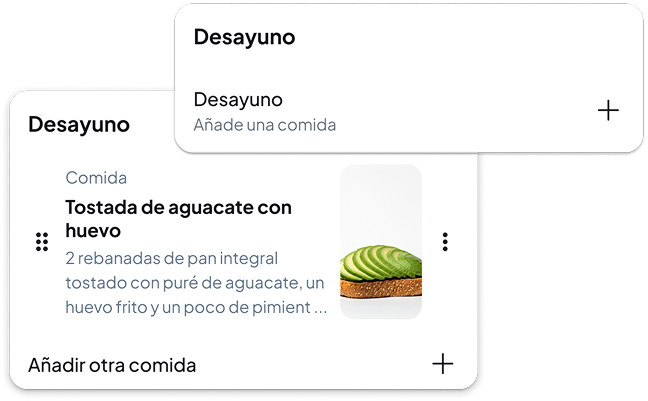 Desayuno
Desayuno
Añade una comida
Desayuno
Comida
Tostada de aguacate con
huevo
2 rebanadas de pan integral
tostado con puré de aguacate, un
huevo frito y un poco de pimient ...
Añadir otra comida